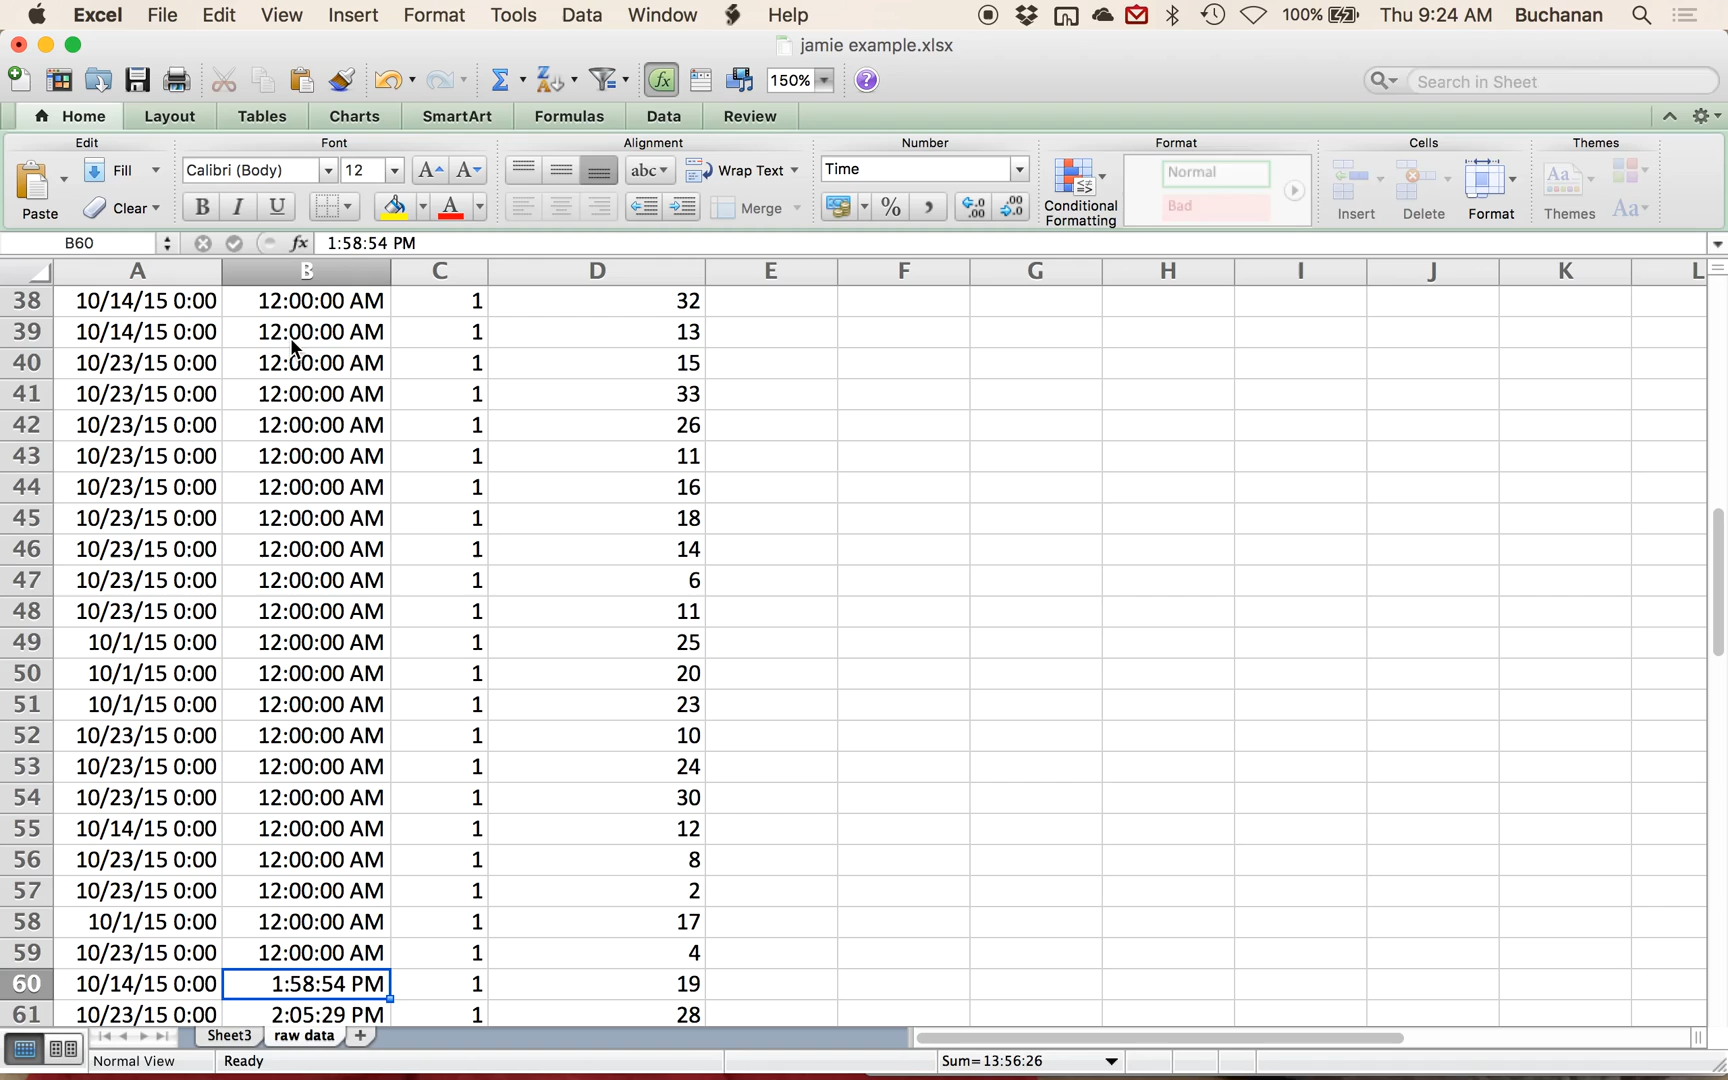 Excel File Edit View Insert Format Tools Data Window Help 100% Thu 9:24 AM Buchanan
jamie example.xlsx
150% Search in Sheet
Home Layout Tables Charts SmartArt Formulas Data Review
Edit Font Alignment Number Format Cells Themes
Fill Calibri (Body) 12 abc Wrap Text Time Normal
Paste Clear B I U Merge % Conditional Formatting Bad Insert Delete Format Themes Aa
B60 fx 1:58:54 PM
A B C D E F G H I J K L
38 10/14/15 0:00 12:00:00 AM 1 32
39 10/14/15 0:00 12:00:00 AM 1 13
40 10/23/15 0:00 12:00:00 AM 1 15
41 10/23/15 0:00 12:00:00 AM 1 33
42 10/23/15 0:00 12:00:00 AM 1 26
43 10/23/15 0:00 12:00:00 AM 1 11
44 10/23/15 0:00 12:00:00 AM 1 16
45 10/23/15 0:00 12:00:00 AM 1 18
46 10/23/15 0:00 12:00:00 AM 1 14
47 10/23/15 0:00 12:00:00 AM 1 6
48 10/23/15 0:00 12:00:00 AM 1 11
49 10/1/15 0:00 12:00:00 AM 1 25
50 10/1/15 0:00 12:00:00 AM 1 20
51 10/1/15 0:00 12:00:00 AM 1 23
52 10/23/15 0:00 12:00:00 AM 1 10
53 10/23/15 0:00 12:00:00 AM 1 24
54 10/23/15 0:00 12:00:00 AM 1 30
55 10/14/15 0:00 12:00:00 AM 1 12
56 10/23/15 0:00 12:00:00 AM 1 8
57 10/23/15 0:00 12:00:00 AM 1 2
58 10/1/15 0:00 12:00:00 AM 1 17
59 10/23/15 0:00 12:00:00 AM 1 4
60 10/14/15 0:00 1:58:54 PM 1 19
61 10/23/15 0:00 2:05:29 PM 1 28
Sheet3 raw data +
Normal View Ready Sum=13:56:26